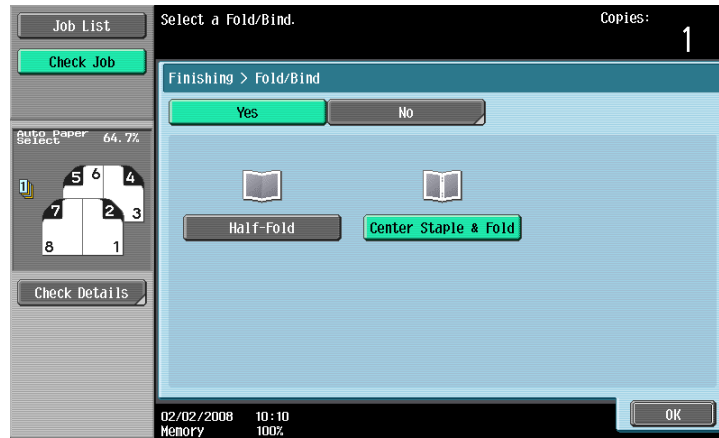 Job List
Check Job
Select a Fold/Bind.
Copies:
1
Finishing > Fold/Bind
Yes
No
Auto Paper
Select
64.7%
1
5 6 4
7 2 3
8 1
Half-Fold
Center Staple & Fold
Check Details
02/02/2008 10:10
Memory 100%
OK